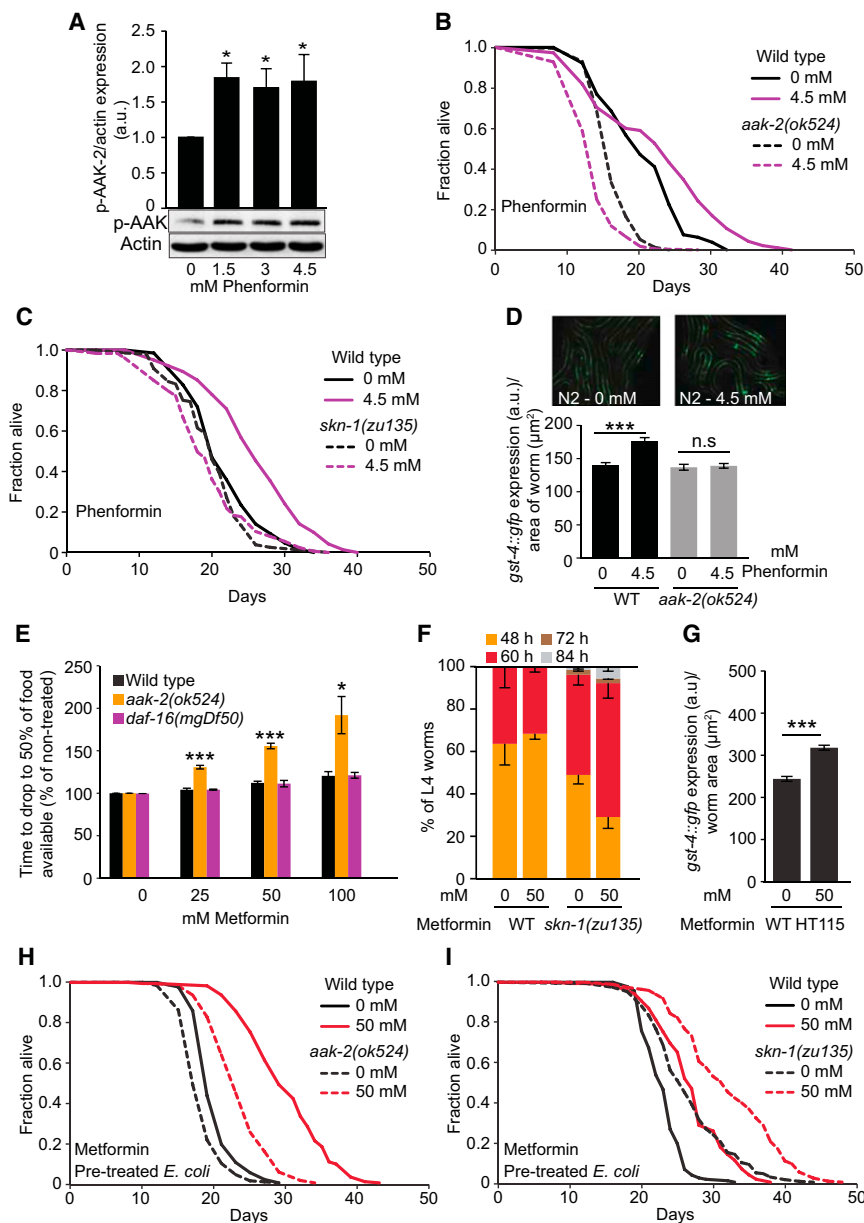 A
p-AAK-2/actin expression
(a.u.)
2.5
2.0
1.5
1.0
0.5
0
*
*
*
p-AAK
Actin
0 1.5 3 4.5
mM Phenformin
B
Fraction alive
1.0
0.8
0.6
0.4
0.2
0
Wild type
0 mM
4.5 mM
aak-2(ok524)
0 mM
4.5 mM
Phenformin
0 10 20 30 40 50
Days
C
Fraction alive
1.0
0.8
0.6
0.4
0.2
0
Wild type
0 mM
4.5 mM
skn-1(zu135)
0 mM
4.5 mM
Phenformin
0 10 20 30 40 50
Days
D
N2 - 0 mM
N2 - 4.5 mM
gst-4::gfp expression (a.u.)/
area of worm (µm²)
200
150
100
50
0
***
n.s
mM
0 4.5 0 4.5 Phenformin
WT aak-2(ok524)
E
Time to drop to 50% of food
available (% of non-treated)
250
200
150
100
50
0
Wild type
aak-2(ok524)
daf-16(mgDf50)
***
***
*
0 25 50 100
mM Metformin
F
48 h 72 h
60 h 84 h
% of L4 worms
100
80
60
40
20
0
mM 0 50 0 50
Metformin WT skn-1(zu135)
G
gst-4::gfp expression (a.u)/
worm area (µm²)
500
400
300
200
100
0
***
mM 0 50
Metformin WT HT115
H
Fraction alive
1.0
0.8
0.6
0.4
0.2
0
Wild type
0 mM
50 mM
aak-2(ok524)
0 mM
50 mM
Metformin
Pre-treated E. coli
0 10 20 30 40 50
Days
I
Fraction alive
1.0
0.8
0.6
0.4
0.2
0
Wild type
0 mM
50 mM
skn-1(zu135)
0 mM
50 mM
Metformin
Pre-treated E. coli
0 10 20 30 40 50
Days